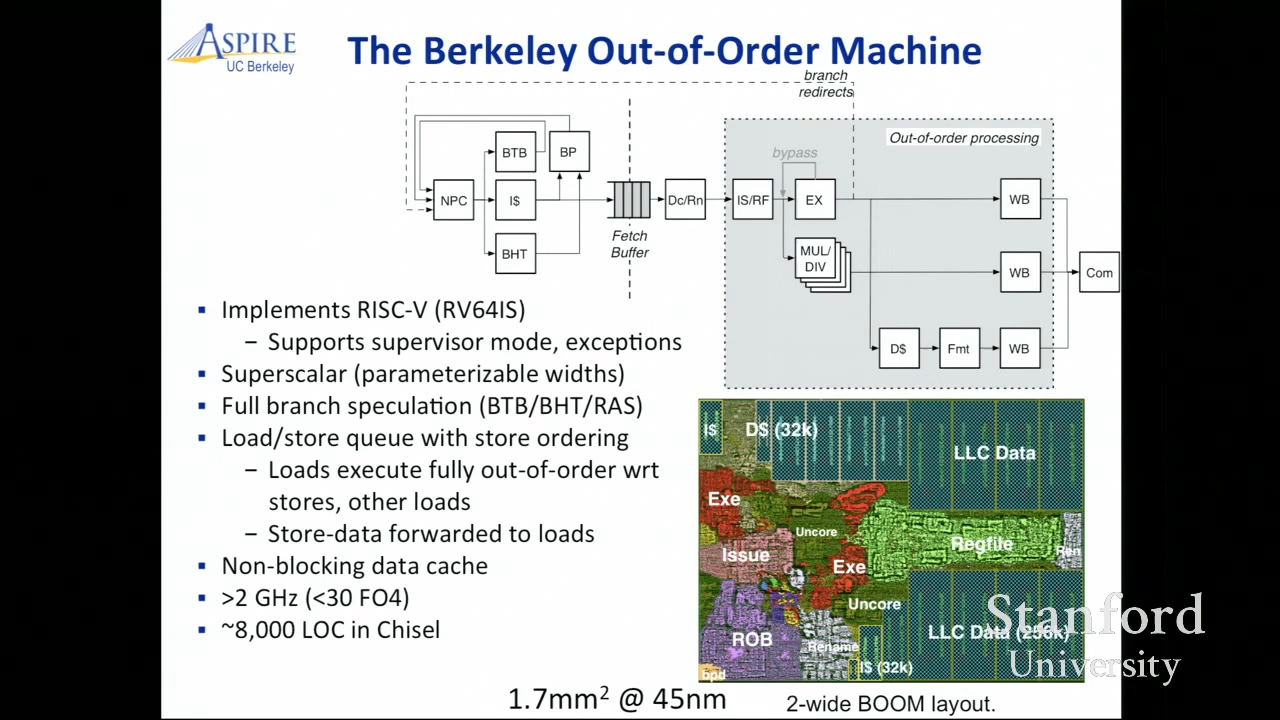 ASPIRE
UC Berkeley
The Berkeley Out-of-Order Machine
branch
redirects
Out-of-order processing
bypass
BTB
BP
NPC
I$
BHT
Fetch
Buffer
Dc/Rn
IS/RF
EX
MUL/
DIV
WB
WB
Com
D$
Fmt
WB
▪ Implements RISC-V (RV64IS)
– Supports supervisor mode, exceptions
▪ Superscalar (parameterizable widths)
▪ Full branch speculation (BTB/BHT/RAS)
▪ Load/store queue with store ordering
– Loads execute fully out-of-order wrt
stores, other loads
– Store-data forwarded to loads
▪ Non-blocking data cache
▪ >2 GHz (<30 FO4)
▪ ~8,000 LOC in Chisel
I$
D$ (32k)
LLC Data
Exe
Uncore
Issue
Regfile
Ren
Exe
Uncore
ROB
Rename
LLC Data (256k)
I$ (32k)
bpd
1.7mm² @ 45nm
2-wide BOOM layout.
Stanford
University